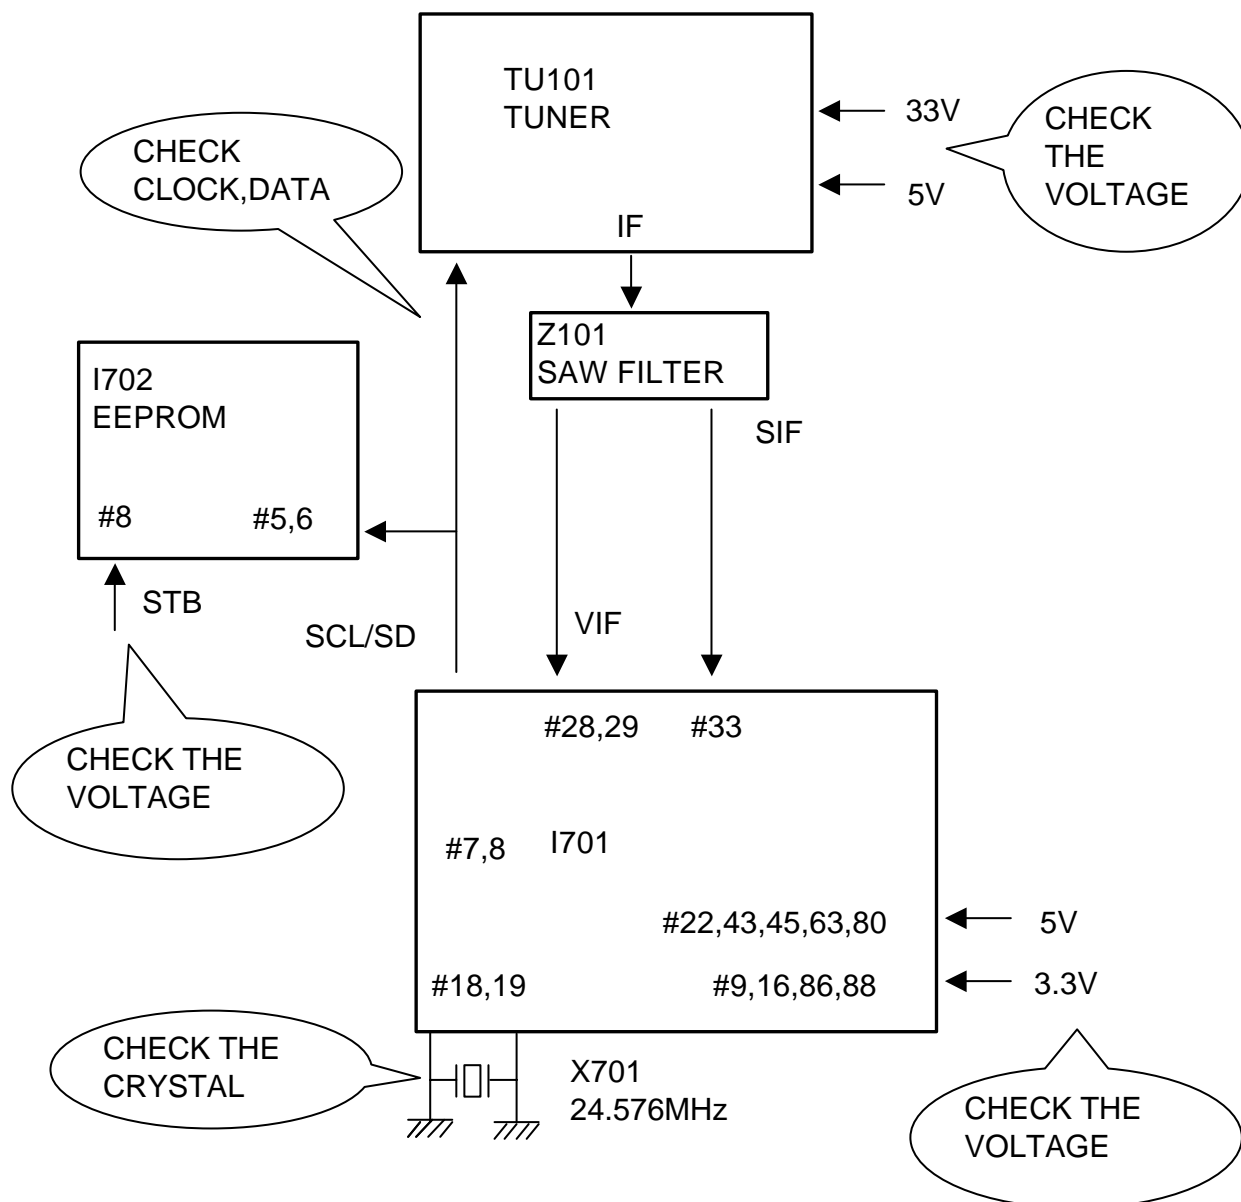 TU101
TUNER
33V
5V
IF
CHECK
THE
VOLTAGE
CHECK
CLOCK,DATA
Z101
SAW FILTER
I702
EEPROM
#8
#5,6
SIF
STB
SCL/SD
VIF
CHECK THE
VOLTAGE
#28,29
#33
#7,8
I701
#22,43,45,63,80
5V
#18,19
#9,16,86,88
3.3V
CHECK THE
CRYSTAL
X701
24.576MHz
CHECK THE
VOLTAGE